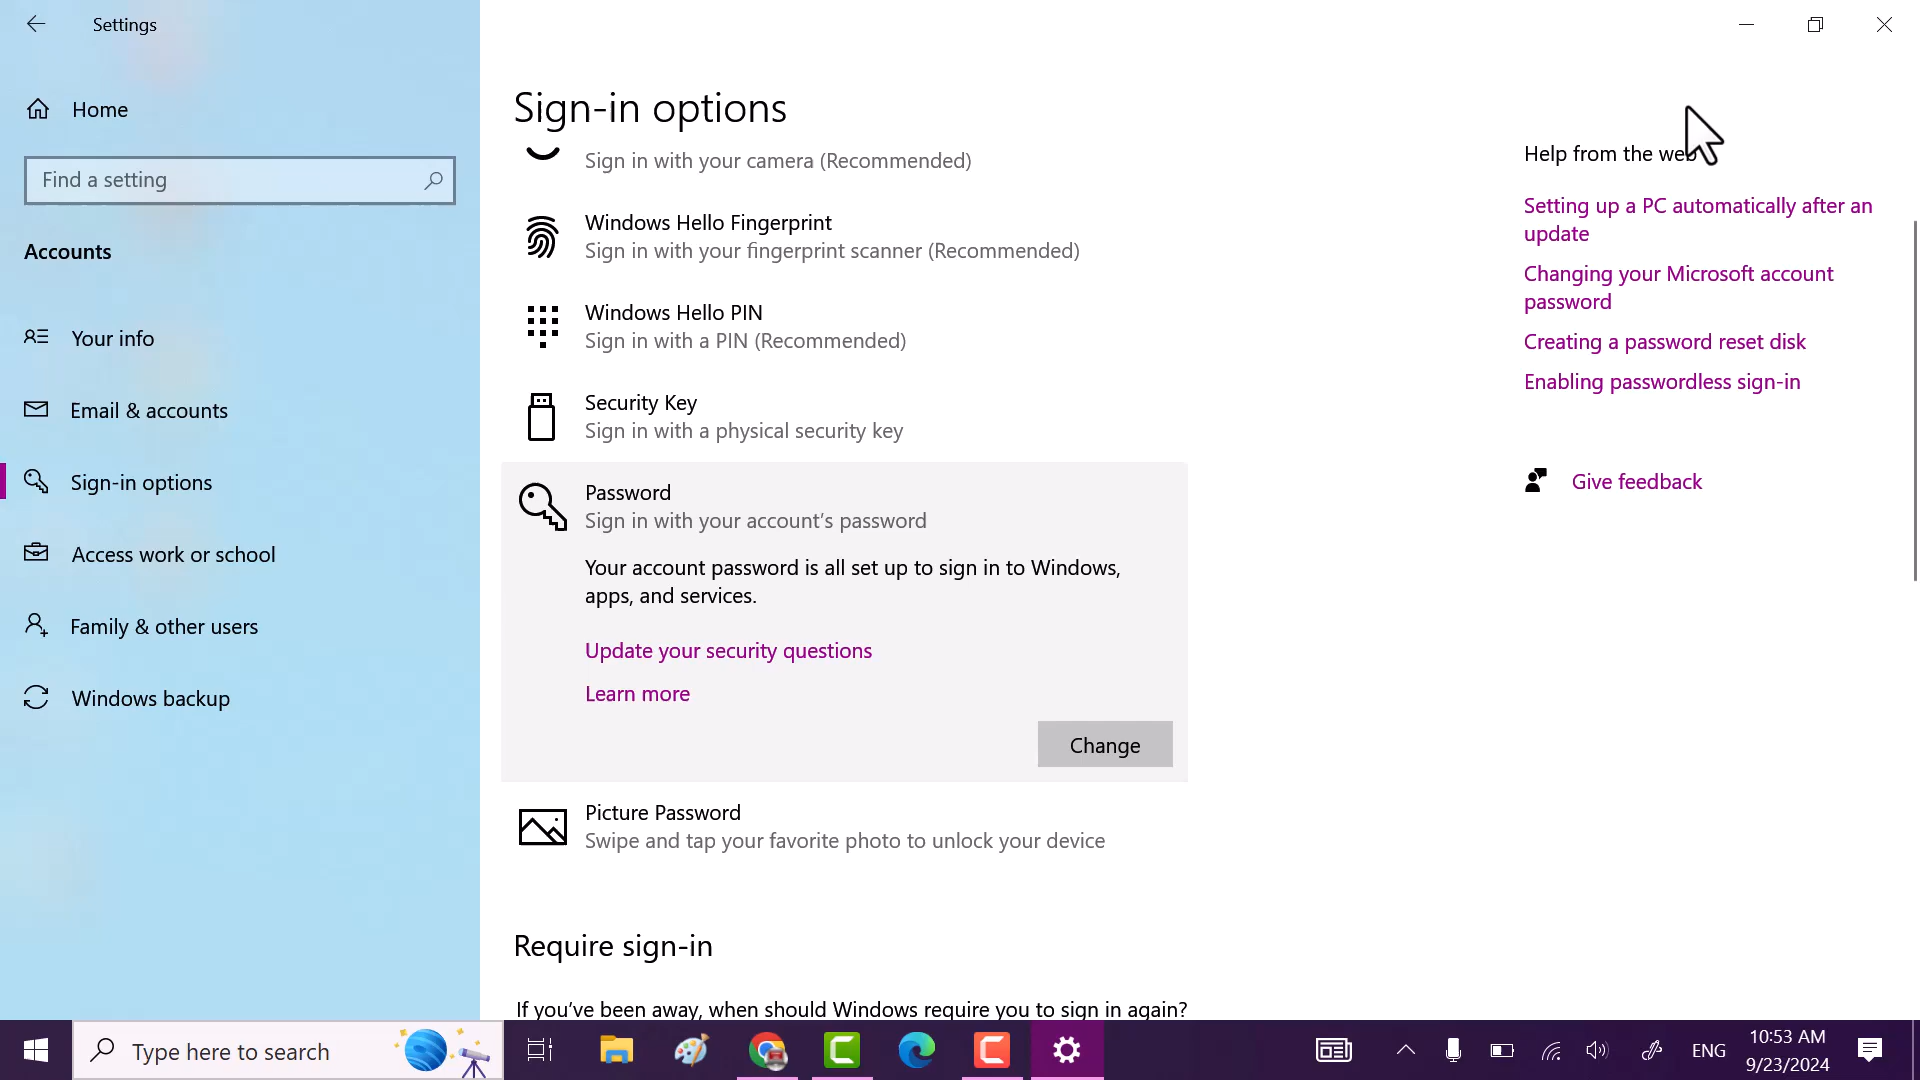 Settings
Home
Find a setting
Accounts
Your info
Email & accounts
Sign-in options
Access work or school
Family & other users
Windows backup
Sign-in options
Sign in with your camera (Recommended)
Windows Hello Fingerprint
Sign in with your fingerprint scanner (Recommended)
Windows Hello PIN
Sign in with a PIN (Recommended)
Security Key
Sign in with a physical security key
Password
Sign in with your account's password
Your account password is all set up to sign in to Windows,
apps, and services.
Update your security questions
Learn more
Change
Picture Password
Swipe and tap your favorite photo to unlock your device
Require sign-in
If you've been away, when should Windows require you to sign in again?
Help from the web
Setting up a PC automatically after an
update
Changing your Microsoft account
password
Creating a password reset disk
Enabling passwordless sign-in
Give feedback
Type here to search
ENG
10:53 AM
9/23/2024